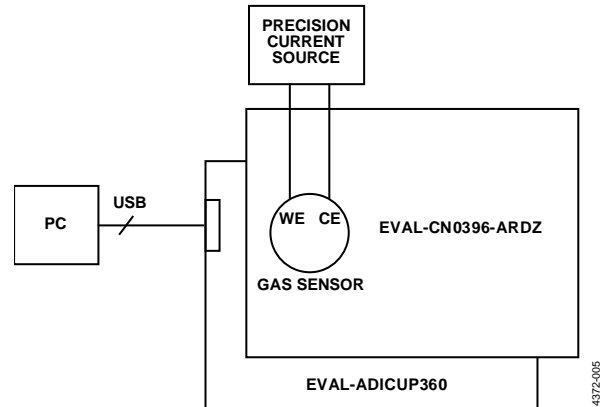 PRECISION
CURRENT
SOURCE
USB
PC
WE CE
EVAL-CN0396-ARDZ
GAS SENSOR
EVAL-ADICUP360
4372-005